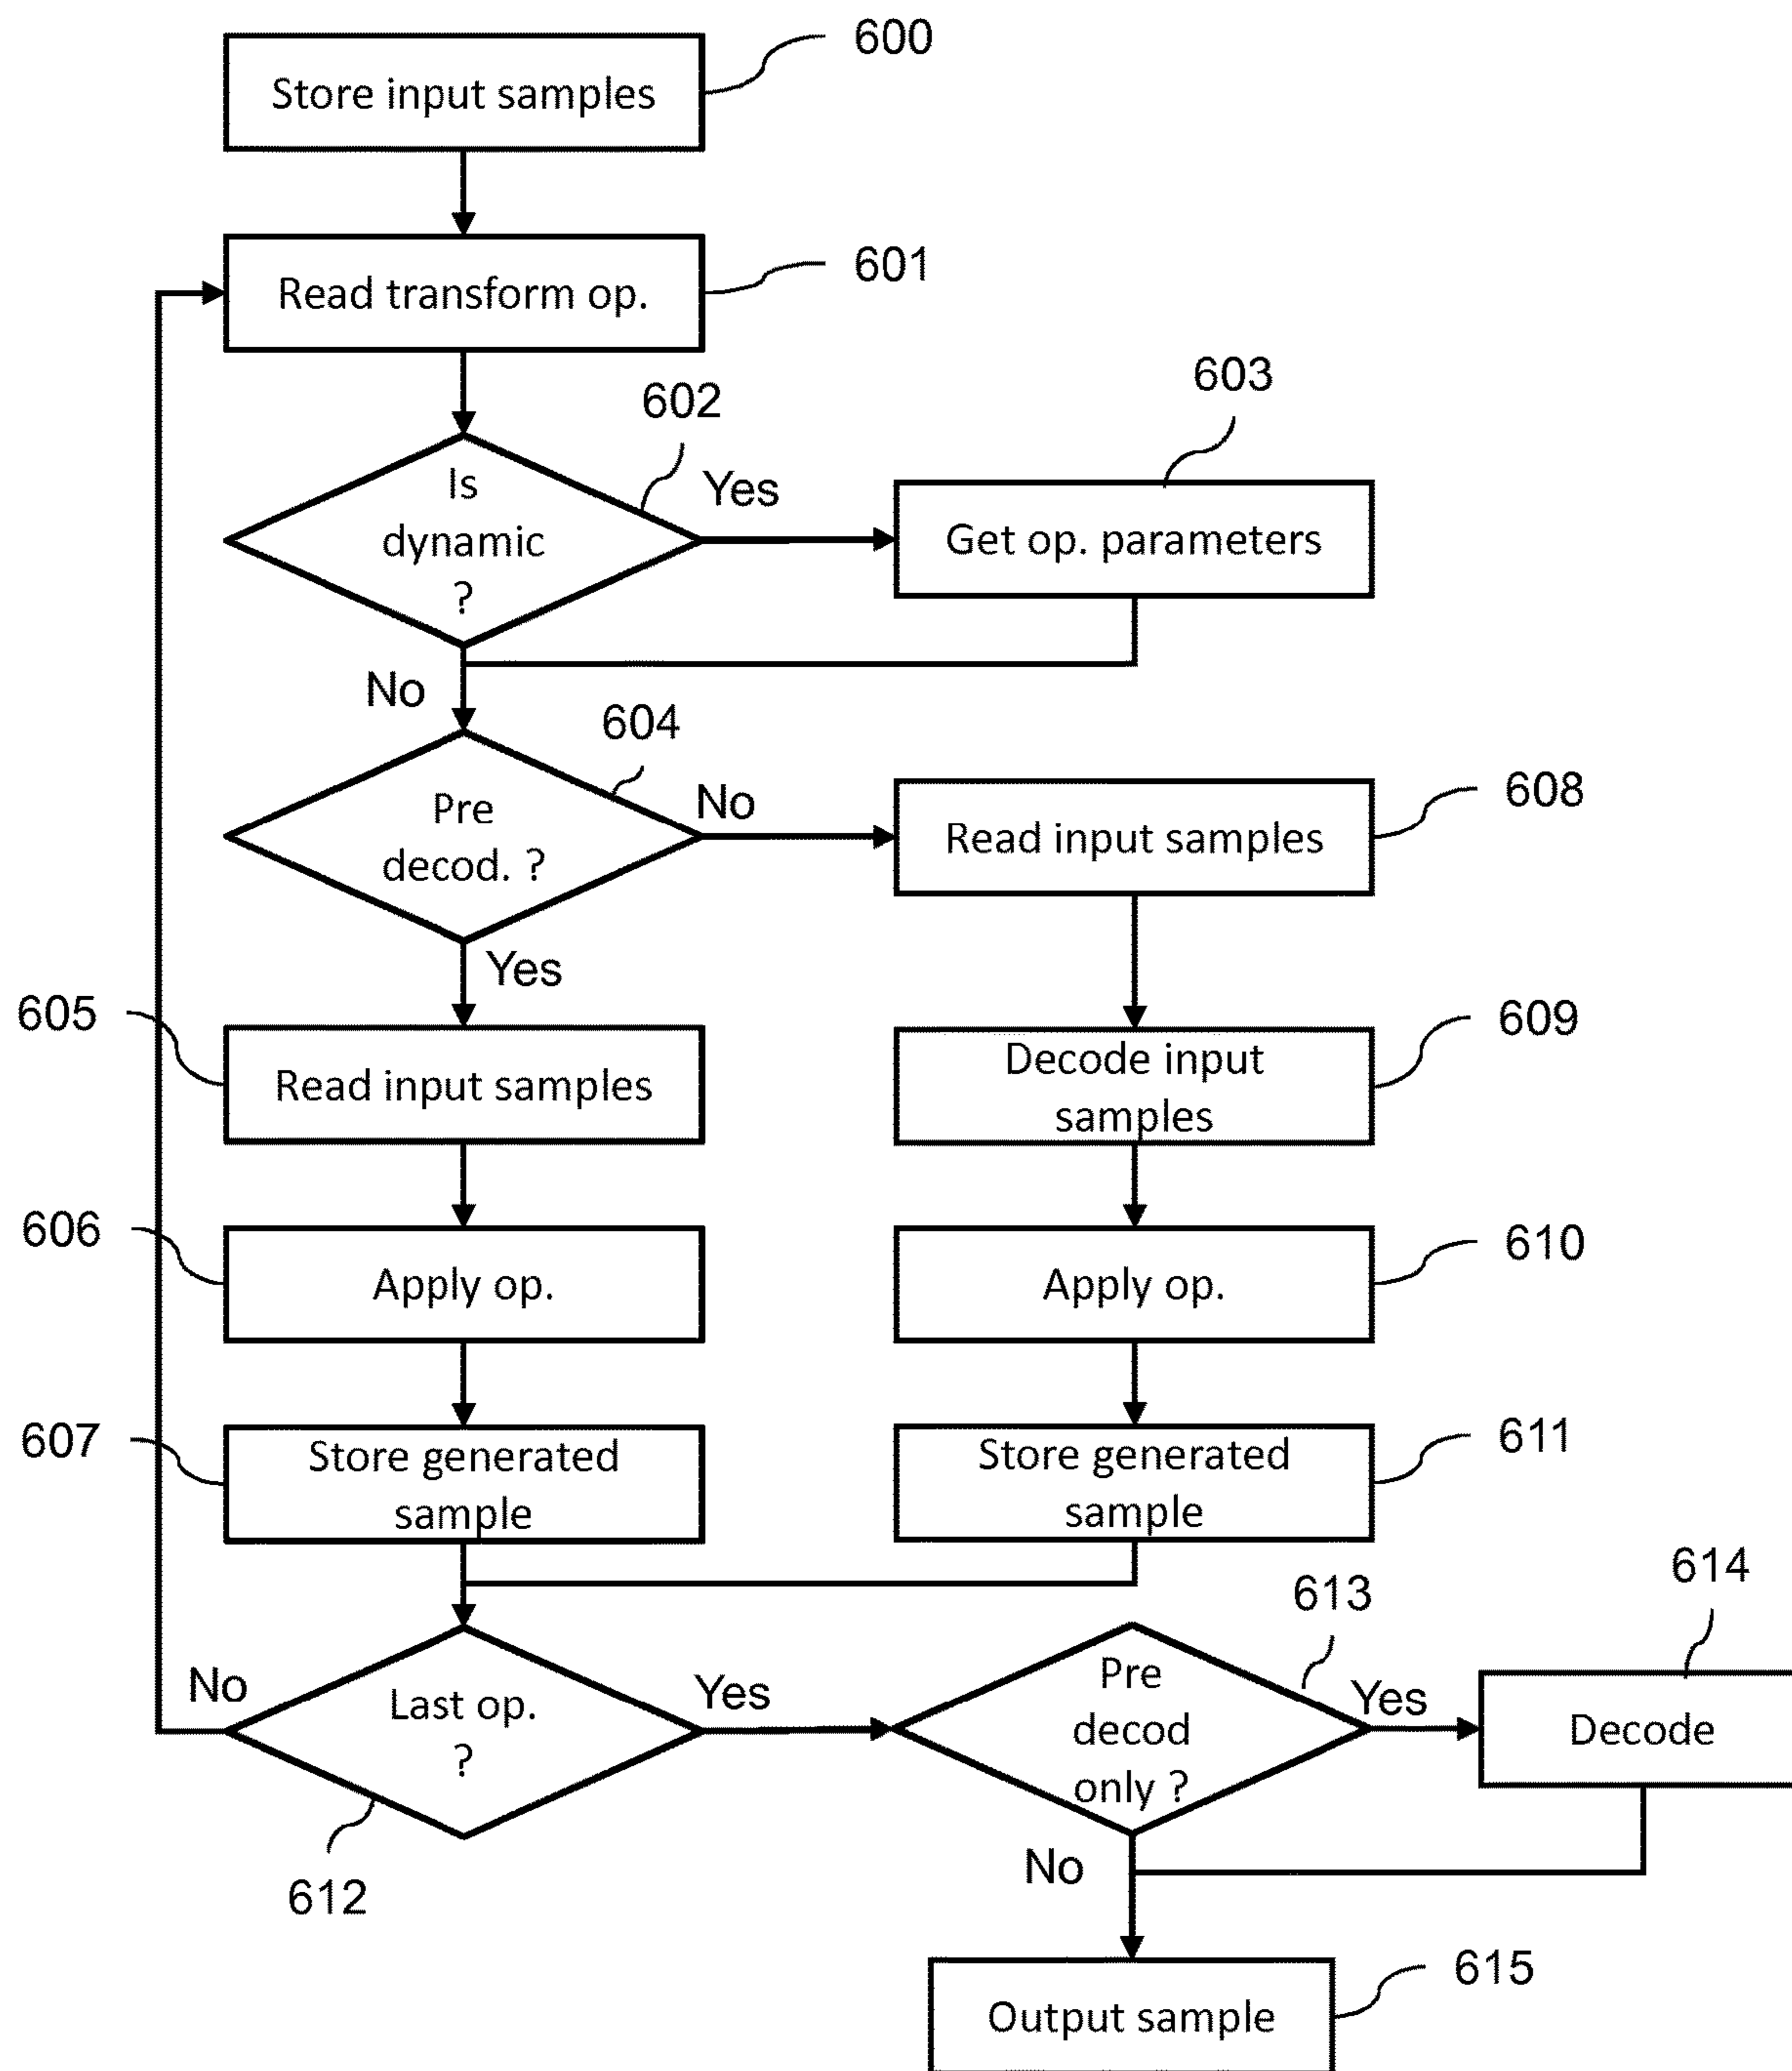 600
Store input samples
601
Read transform op.
602
603
Is
dynamic
?
Yes
Get op. parameters
No
604
Pre
decod. ?
No
608
Read input samples
Yes
605
Read input samples
609
Decode input
samples
606
Apply op.
610
Apply op.
607
Store generated
sample
611
Store generated
sample
No
Last op.
?
Yes
612
613
Pre
decod
only ?
Yes
614
Decode
No
615
Output sample